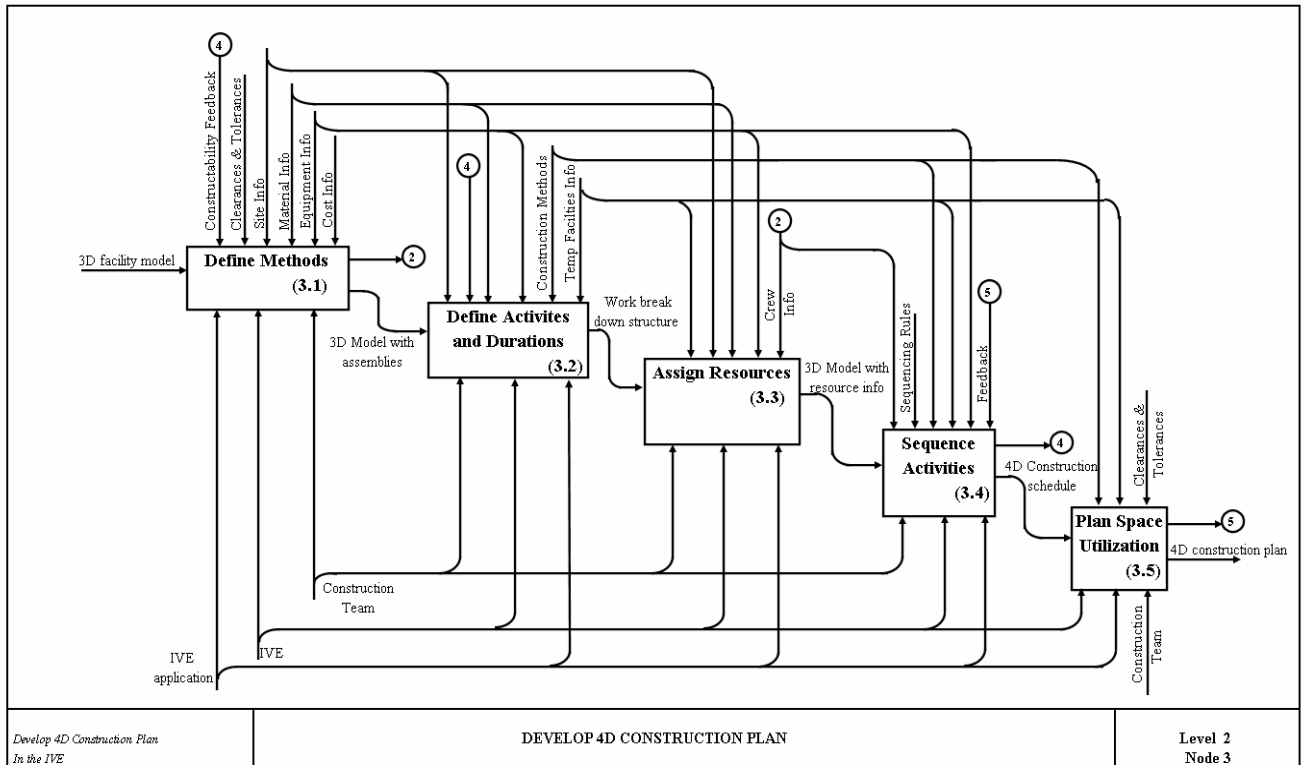 4
Constructability Feedback
Clearances & Tolerances
Site Info
Material Info
Equipment Info
Cost Info
4
Construction Methods
Temp Facilties Info
3D facility model
Define Methods
(3.1)
2
3D Model with
assemblies
Define Activites
and Durations
(3.2)
Work break
down structure
2
Crew
Info
Assign Resources
(3.3)
3D Model with
resource info
Sequencing Rules
5
Feedback
Sequence
Activities
(3.4)
4
4D Construction
schedule
Clearances &
Tolerances
Plan Space
Utilization
(3.5)
5
4D construction plan
Construction
Team
IVE
IVE
application
Construction
Team
Develop 4D Construction Plan
In the IVE
DEVELOP 4D CONSTRUCTION PLAN
Level 2
Node 3